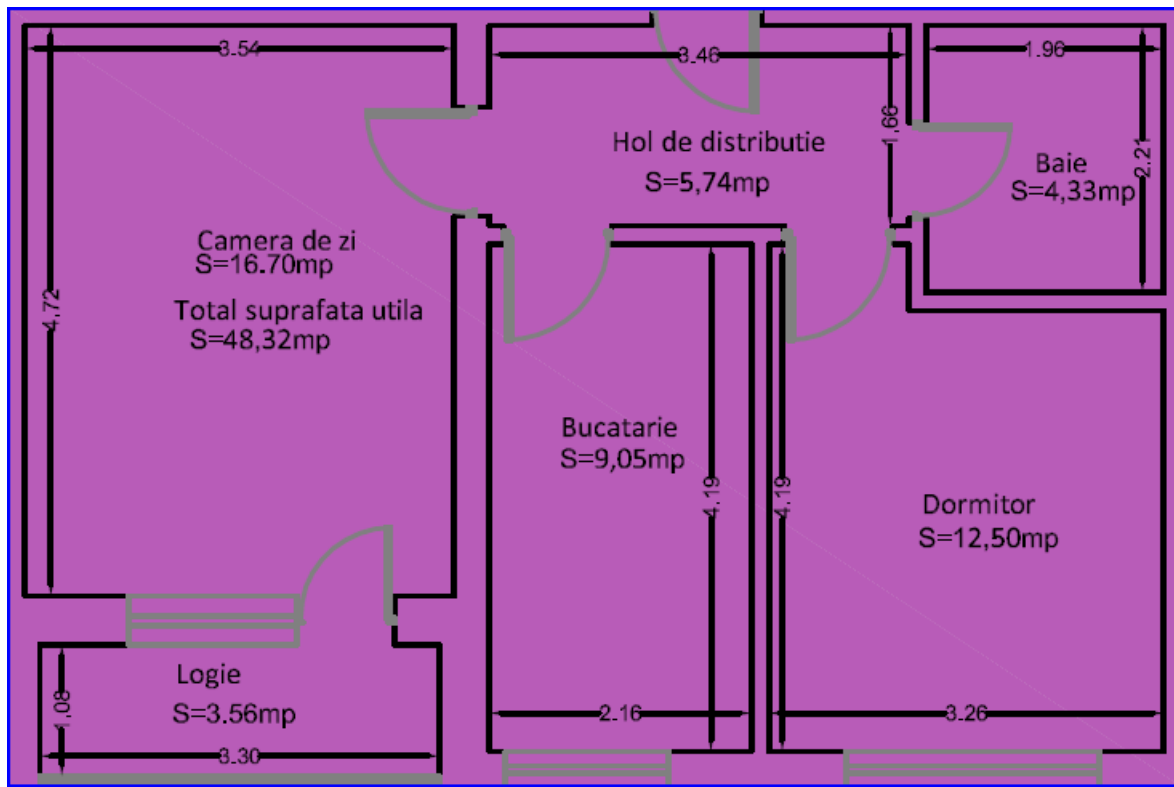 3.54
3.46
1.96
1,66
2.21
Hol de distributie
S=5,74mp
Baie
S=4,33mp
Camera de zi
S=16.70mp
Total suprafata utila
S=48,32mp
4,72
Bucatarie
S=9,05mp
4.19
4.19
Dormitor
S=12,50mp
Logie
S=3.56mp
1,08
3.30
2.16
3.26